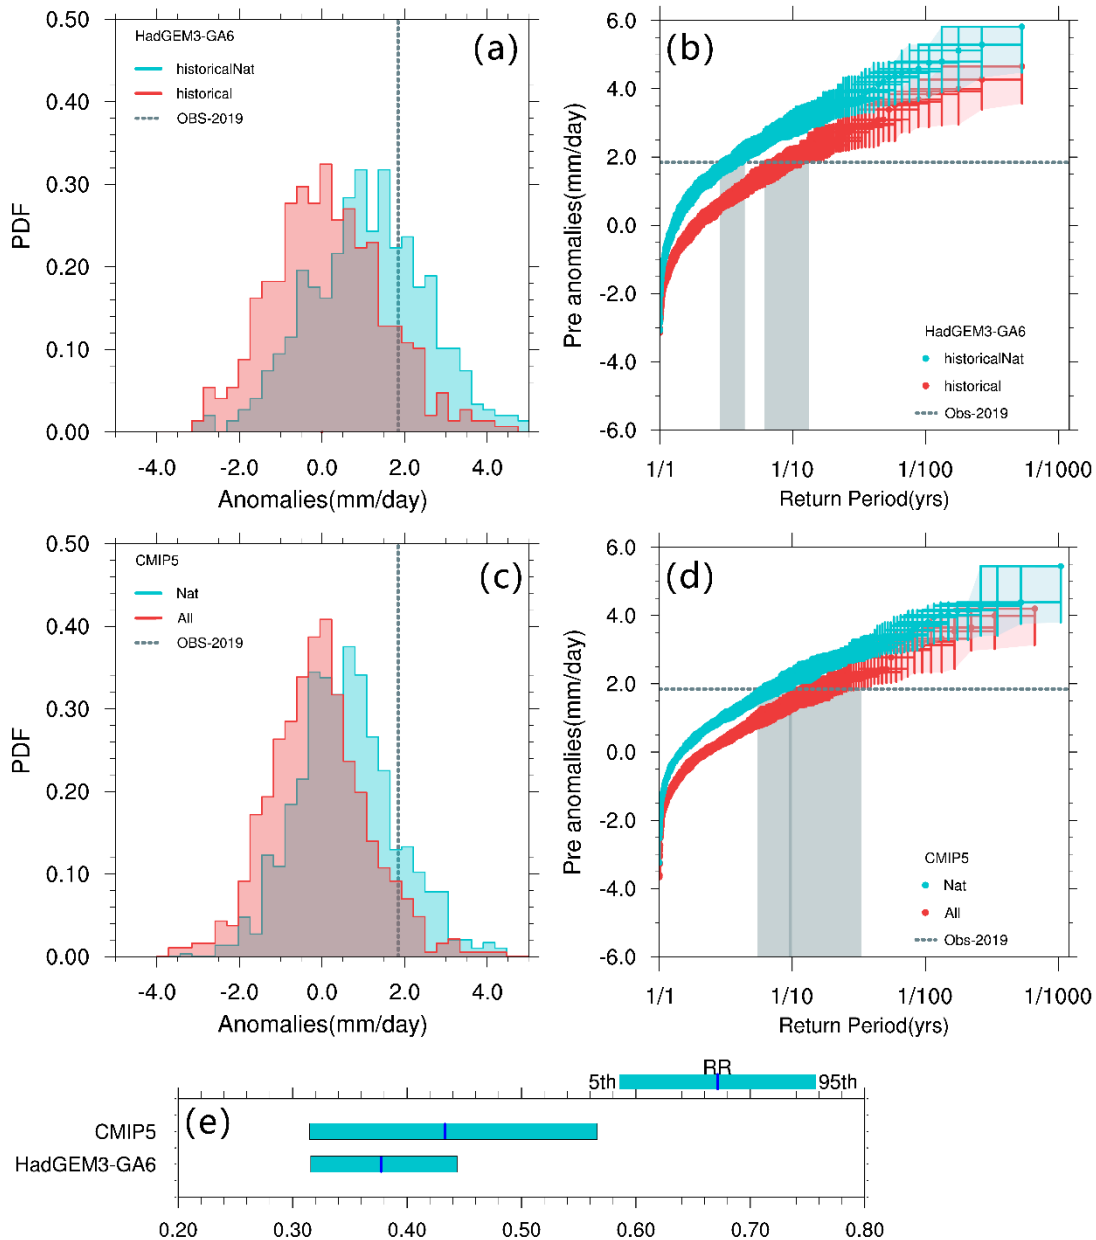 (a)
HadGEM3-GA6
historicalNat
historical
OBS-2019
0.50
0.40
0.30
0.20
0.10
0.00
PDF
-4.0 -2.0 0.0 2.0 4.0
Anomalies(mm/day)
(b)
6.0
4.0
2.0
0.0
-2.0
-4.0
-6.0
Pre anomalies(mm/day)
HadGEM3-GA6
historicalNat
historical
Obs-2019
1/1 1/10 1/100 1/1000
Return Period(yrs)
(c)
CMIP5
Nat
All
OBS-2019
0.50
0.40
0.30
0.20
0.10
0.00
PDF
-4.0 -2.0 0.0 2.0 4.0
Anomalies(mm/day)
(d)
6.0
4.0
2.0
0.0
-2.0
-4.0
-6.0
Pre anomalies(mm/day)
CMIP5
Nat
All
Obs-2019
1/1 1/10 1/100 1/1000
Return Period(yrs)
RR
5th 95th
(e)
CMIP5
HadGEM3-GA6
0.20 0.30 0.40 0.50 0.60 0.70 0.80